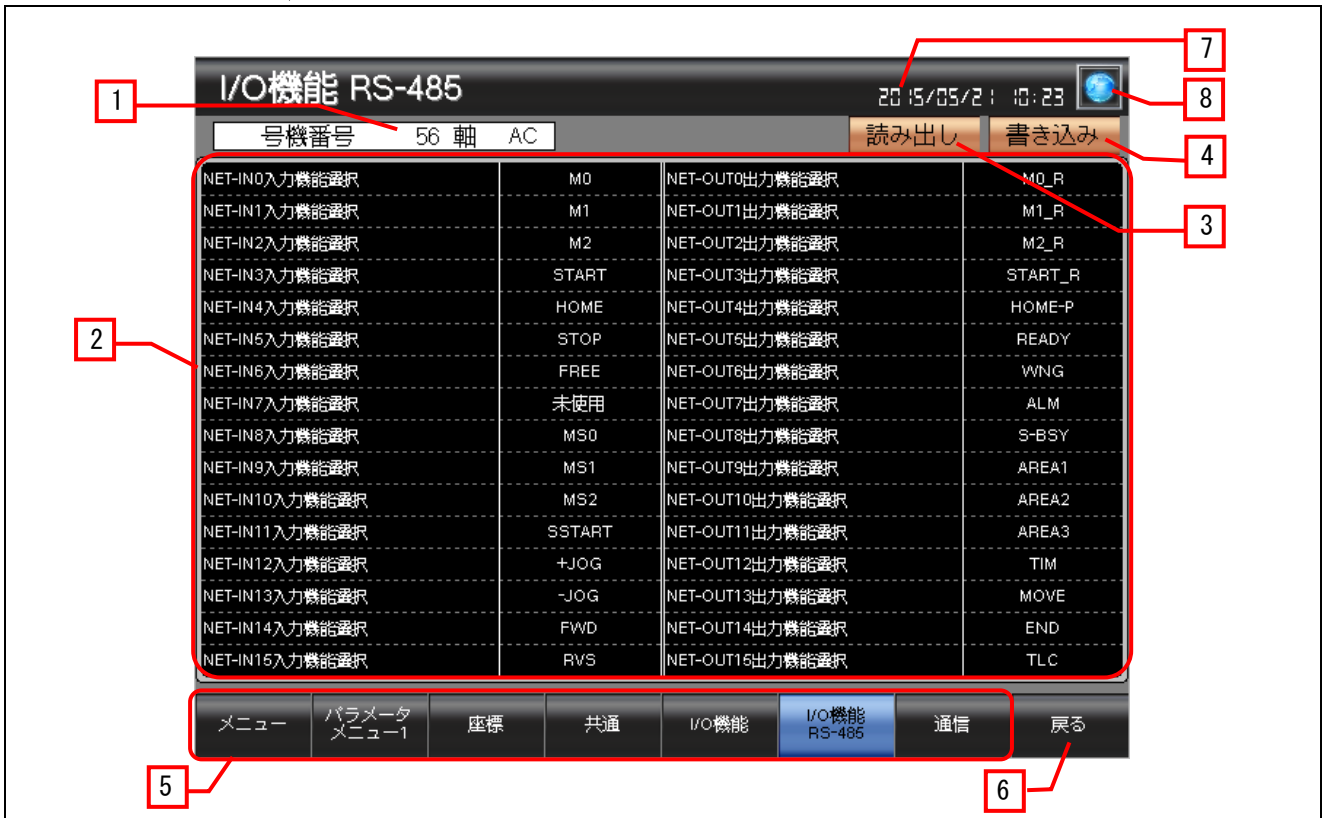 7
I/O機能 RS-485
2015/05/21 10:23
1
8
号機番号 56 軸 AC
読み出し
書き込み
4
NET-IN0入力機能選択 M0 NET-OUT0出力機能選択 M0_R
NET-IN1入力機能選択 M1 NET-OUT1出力機能選択 M1_R
3
NET-IN2入力機能選択 M2 NET-OUT2出力機能選択 M2_R
NET-IN3入力機能選択 START NET-OUT3出力機能選択 START_R
NET-IN4入力機能選択 HOME NET-OUT4出力機能選択 HOME-P
2
NET-IN5入力機能選択 STOP NET-OUT5出力機能選択 READY
NET-IN6入力機能選択 FREE NET-OUT6出力機能選択 WNG
NET-IN7入力機能選択 未使用 NET-OUT7出力機能選択 ALM
NET-IN8入力機能選択 MS0 NET-OUT8出力機能選択 S-BSY
NET-IN9入力機能選択 MS1 NET-OUT9出力機能選択 AREA1
NET-IN10入力機能選択 MS2 NET-OUT10出力機能選択 AREA2
NET-IN11入力機能選択 SSTART NET-OUT11出力機能選択 AREA3
NET-IN12入力機能選択 +JOG NET-OUT12出力機能選択 TIM
NET-IN13入力機能選択 -JOG NET-OUT13出力機能選択 MOVE
NET-IN14入力機能選択 FWD NET-OUT14出力機能選択 END
NET-IN15入力機能選択 RVS NET-OUT15出力機能選択 TLC
メニュー
パラメータ
メニュー1
座標
共通
I/O機能
I/O機能
RS-485
通信
戻る
5
6